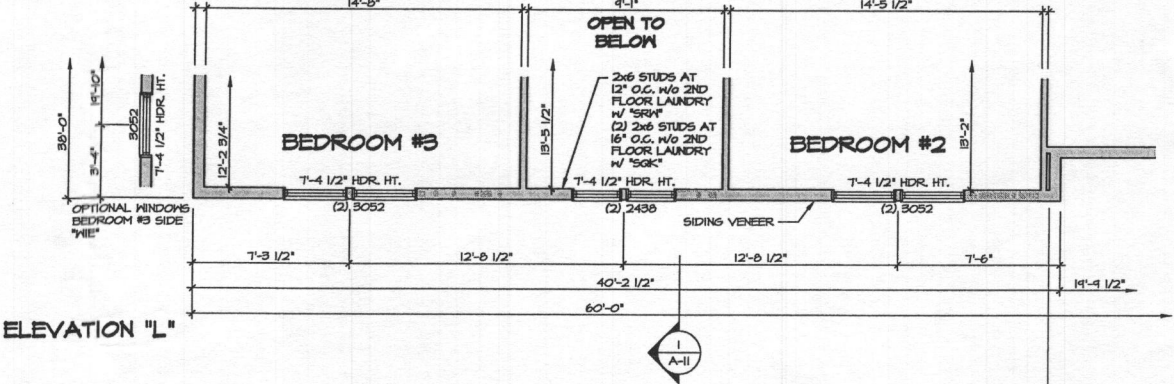 14'-8"
9'-1"
14'-5 1/2"
OPEN TO
BELOW
2x6 STUDS AT
12" O.C. W/O 2ND
FLOOR LAUNDRY
W/ "SRW"
(2) 2x6 STUDS AT
16" O.C. W/O 2ND
FLOOR LAUNDRY
W/ "SGK"
38'-0"
19'-10"
3'-4"
3052
7'-4 1/2" HDR. HT.
12'-2 3/4"
BEDROOM #3
13'-5 1/2"
BEDROOM #2
13'-2"
7'-4 1/2" HDR. HT.
7'-4 1/2" HDR. HT.
7'-4 1/2" HDR. HT.
(2) 3052
(2) 2438
(2) 3052
OPTIONAL WINDOWS
BEDROOM #3 SIDE
"WIE"
SIDING VENEER
7'-3 1/2"
12'-8 1/2"
12'-8 1/2"
7'-6"
40'-2 1/2"
19'-9 1/2"
60'-0"
ELEVATION "L"
1
A-11